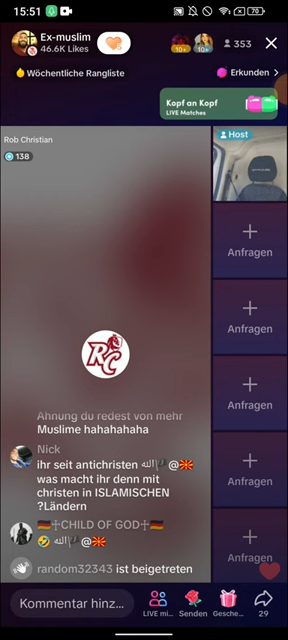 15:51
70
Ex-muslim
46.6K Likes
10+
10+
353
Wöchentliche Rangliste
Erkunden
Kopf an Kopf
LIVE Matches
Rob Christian
138
Host
RC
Anfragen
Anfragen
Anfragen
Anfragen
Anfragen
Ahnung du redest von mehr
Muslime hahahahaha
Nick
ihr seit antichristen ﷲ🏴@🇲🇰
was macht ihr denn mit
christen in ISLAMISCHEN
?Ländern
🇩🇪☩CHILD OF GOD☩🇩🇪
🤣 ﷲ🏴@🇲🇰
random32343 ist beigetreten
Kommentar hinz...
LIVE mi...
Senden
Gesche...
29